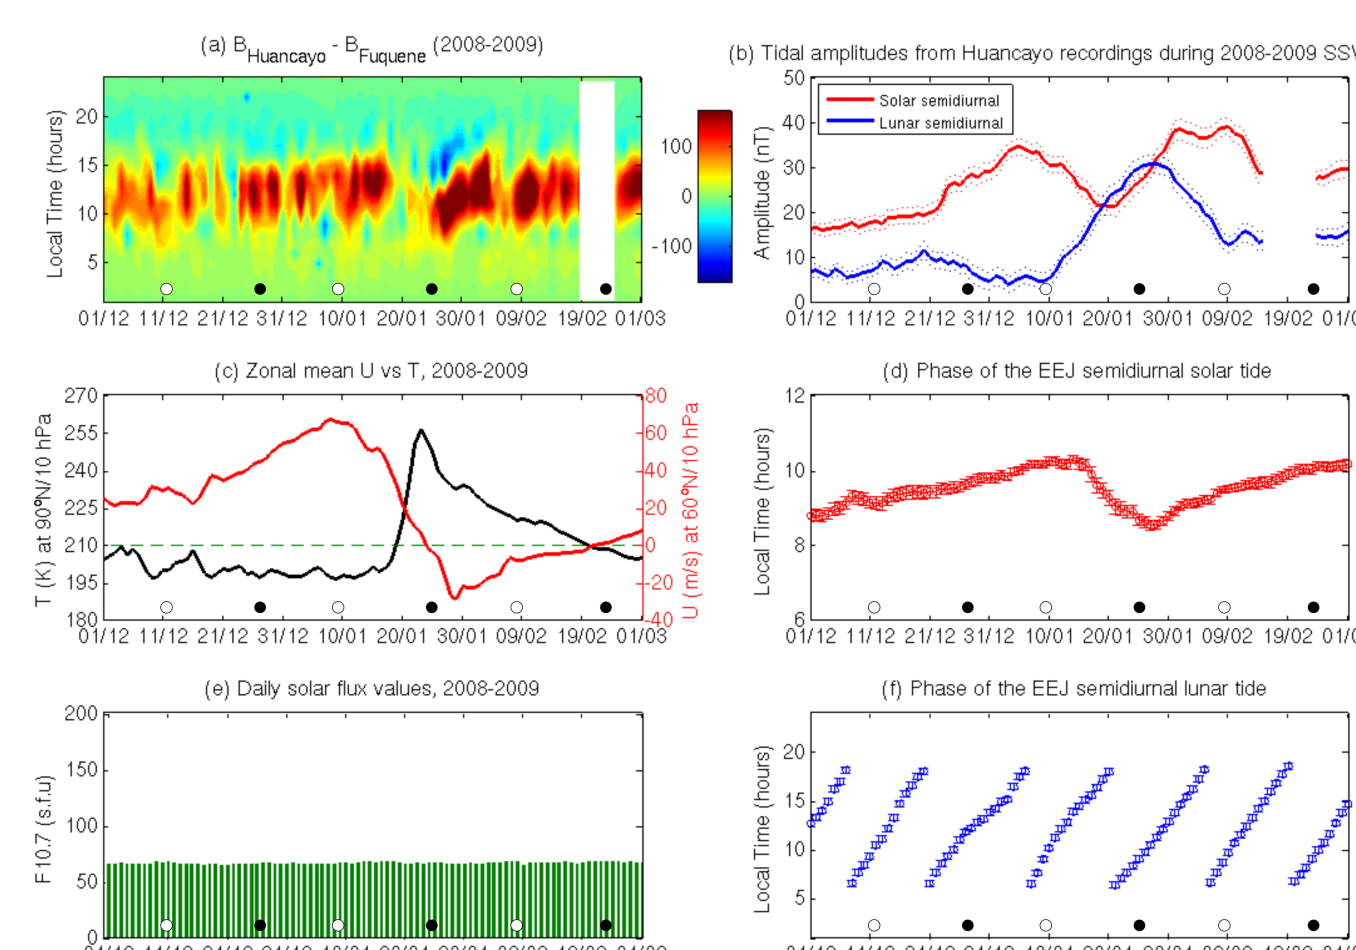 (a) B_Huancayo - B_Fuquene (2008-2009)
Local Time (hours)
20
15
10
5
01/12 11/12 21/12 31/12 10/01 20/01 30/01 09/02 19/02 01/03
100
0
-100
(b) Tidal amplitudes from Huancayo recordings during 2008-2009
Solar semidiurnal
Lunar semidiurnal
Amplitude (nT)
50
40
30
20
10
0
01/12 11/12 21/12 31/12 10/01 20/01 30/01 09/02 19/02
(c) Zonal mean U vs T, 2008-2009
T (K) at 90°N/10 hPa
270
255
240
225
210
195
180
80
60
40
20
0
-20
-40
U (m/s) at 60°N/10 hPa
01/12 11/12 21/12 31/12 10/01 20/01 30/01 09/02 19/02 01/03
(d) Phase of the EEJ semidiurnal solar tide
Local Time (hours)
12
10
8
6
01/12 11/12 21/12 31/12 10/01 20/01 30/01 09/02 19/02
(e) Daily solar flux values, 2008-2009
F10.7 (s.f.u)
200
150
100
50
0
(f) Phase of the EEJ semidiurnal lunar tide
Local Time (hours)
20
15
10
5